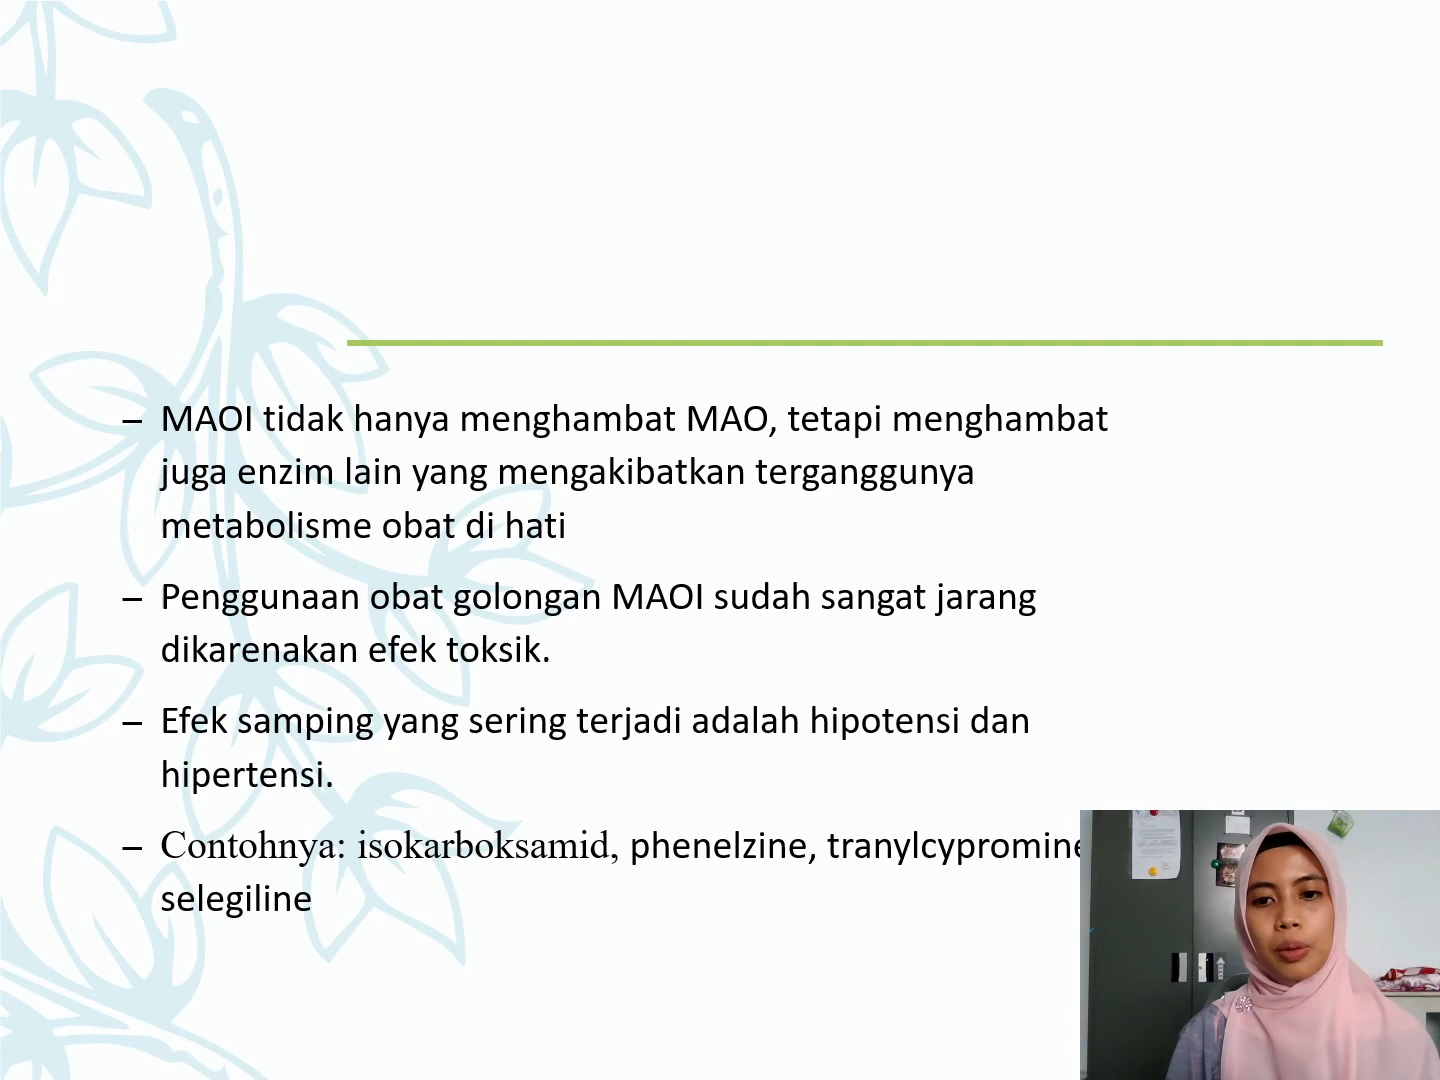 – MAOI tidak hanya menghambat MAO, tetapi menghambat
juga enzim lain yang mengakibatkan terganggunya
metabolisme obat di hati
– Penggunaan obat golongan MAOI sudah sangat jarang
dikarenakan efek toksik.
– Efek samping yang sering terjadi adalah hipotensi dan
hipertensi.
– Contohnya: isokarboksamid, phenelzine, tranylcypromine
selegiline